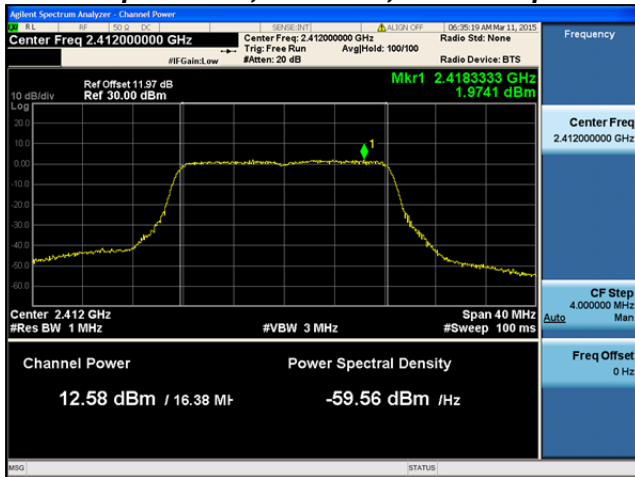 Agilent Spectrum Analyzer - Channel Power
RL RF 50 Ω DC SENSE:INT ALIGN OFF 06:35:19 AM Mar 11, 2015
Center Freq 2.412000000 GHz Center Freq: 2.412000000 GHz Radio Std: None
Trig: Free Run Avg|Hold: 100/100
#IFGain:Low #Atten: 20 dB Radio Device: BTS
Mkr1 2.4183333 GHz
1.9741 dBm
Ref Offset 11.97 dB
10 dB/div Ref 30.00 dBm
Log
20.0
10.0
0.00
-10.0
-20.0
-30.0
-40.0
-50.0
-60.0
1
Center 2.412 GHz Span 40 MHz
#Res BW 1 MHz #VBW 3 MHz #Sweep 100 ms
Channel Power Power Spectral Density
12.58 dBm / 16.38 MH -59.56 dBm /Hz
MSG STATUS
Frequency
Center Freq
2.412000000 GHz
CF Step
4.000000 MHz
Auto Man
Freq Offset
0 Hz